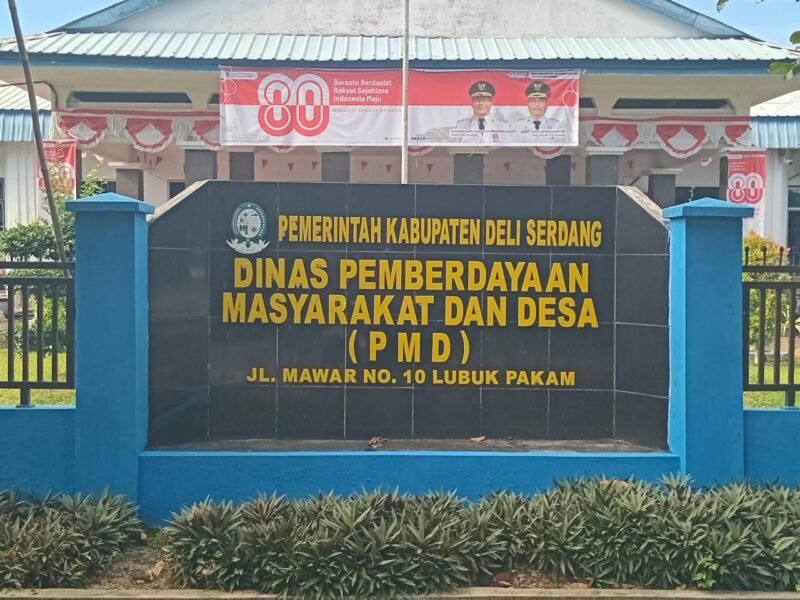 80
Bersatu Berdaulat
Rakyat Sejahtera
Indonesia Maju
80
80
PEMERINTAH KABUPATEN DELI SERDANG
DINAS PEMBERDAYAAN
MASYARAKAT DAN DESA
(PMD)
JL. MAWAR NO. 10 LUBUK PAKAM